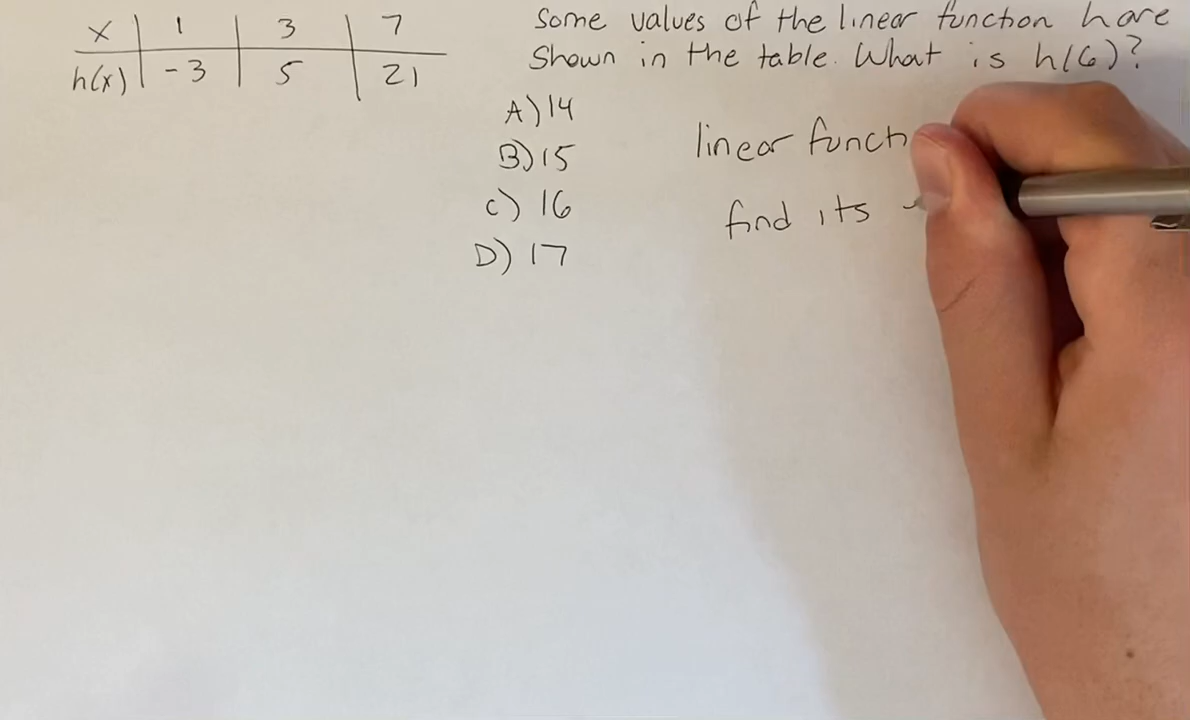 x | 1 | 3 | 7
h(x) | -3 | 5 | 21
Some values of the linear function h are
Shown in the table. What is h(6)?
A) 14
B) 15
C) 16
D) 17
linear functi
find its